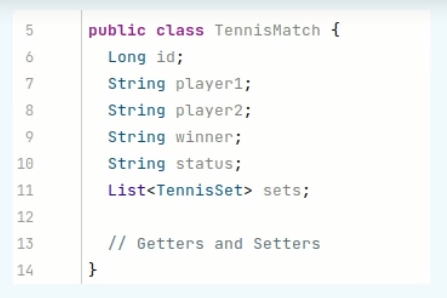 5 public class TennisMatch {
6 Long id;
7 String player1;
8 String player2;
9 String winner;
10 String status;
11 List<TennisSet> sets;
12
13 // Getters and Setters
14 }